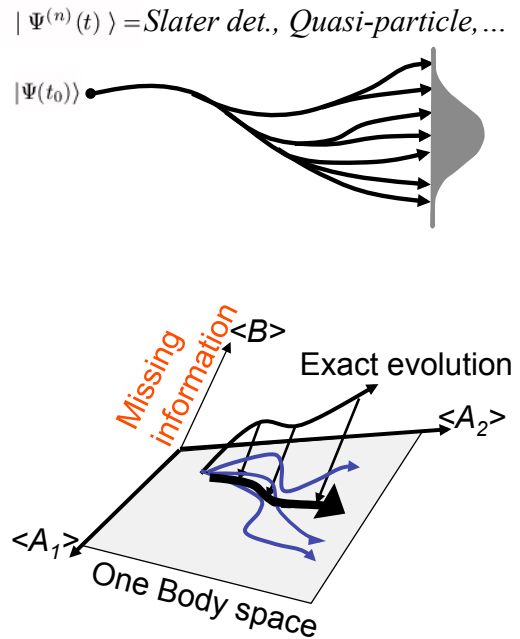 | Ψ⁽ⁿ⁾(t) ⟩ = Slater det., Quasi-particle,...
|Ψ(t₀)⟩
Missing
information
<B>
Exact evolution
<A₂>
<A₁>
One Body space